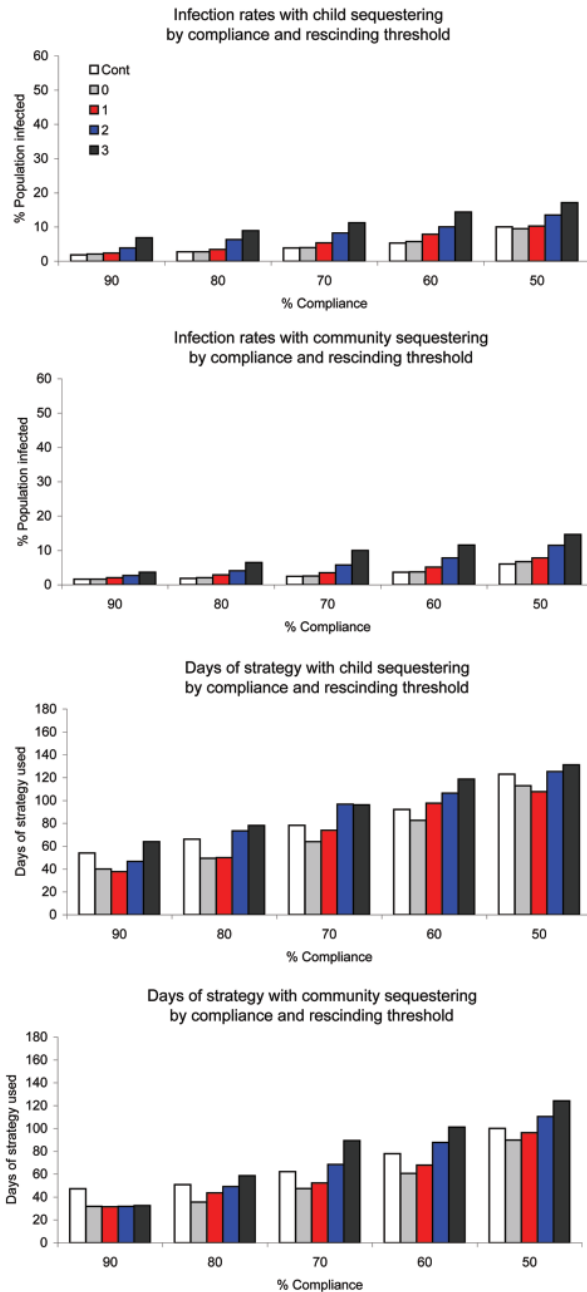 Infection rates with child sequestering
by compliance and rescinding threshold
% Population infected
60
50
40
30
20
10
0
Cont
0
1
2
3
90 80 70 60 50
% Compliance
Infection rates with community sequestering
by compliance and rescinding threshold
% Population infected
60
50
40
30
20
10
0
90 80 70 60 50
% Compliance
Days of strategy with child sequestering
by compliance and rescinding threshold
Days of strategy used
180
160
140
120
100
80
60
40
20
0
90 80 70 60 50
% Compliance
Days of strategy with community sequestering
by compliance and rescinding threshold
Days of strategy used
180
160
140
120
100
80
60
40
20
0
90 80 70 60 50
% Compliance